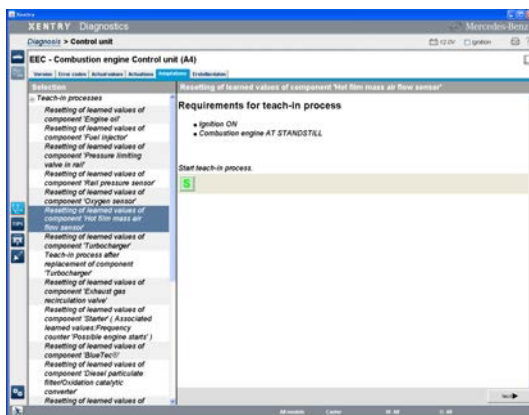 Xentry
XENTRY Diagnostics
Mercedes-Benz
Diagnosis > Control unit
12.0V
Ignition
EEC - Combustion engine Control unit (A4)
Version
Error codes
Actual values
Actuations
Adaptations
Selection
Resetting of learned values of component 'Hot film mass air flow sensor'
Teach-in processes
Resetting of learned values of
component 'Engine oil'
Resetting of learned values of
component 'Fuel injector'
Resetting of learned values of
component 'Pressure limiting
valve in rail'
Resetting of learned values of
component 'Rail pressure sensor'
Resetting of learned values of
component 'Oxygen sensor'
Resetting of learned values of
component 'Hot film mass air
flow sensor'
Resetting of learned values of
component 'Turbocharger'
Teach-in process after
replacement of component
'Turbocharger'
Resetting of learned values of
component 'Exhaust gas
recirculation valve'
Resetting of learned values of
component 'Starter' ( Associated
learned values:Frequency
counter 'Possible engine starts' )
Resetting of learned values of
component 'BlueTec®'
Resetting of learned values of
component 'Diesel particulate
filter/Oxidation catalytic
converter'
Resetting of learned values of
Requirements for teach-in process
Ignition ON
Combustion engine AT STANDSTILL
Start teach-in process.
S
TIPS
All models